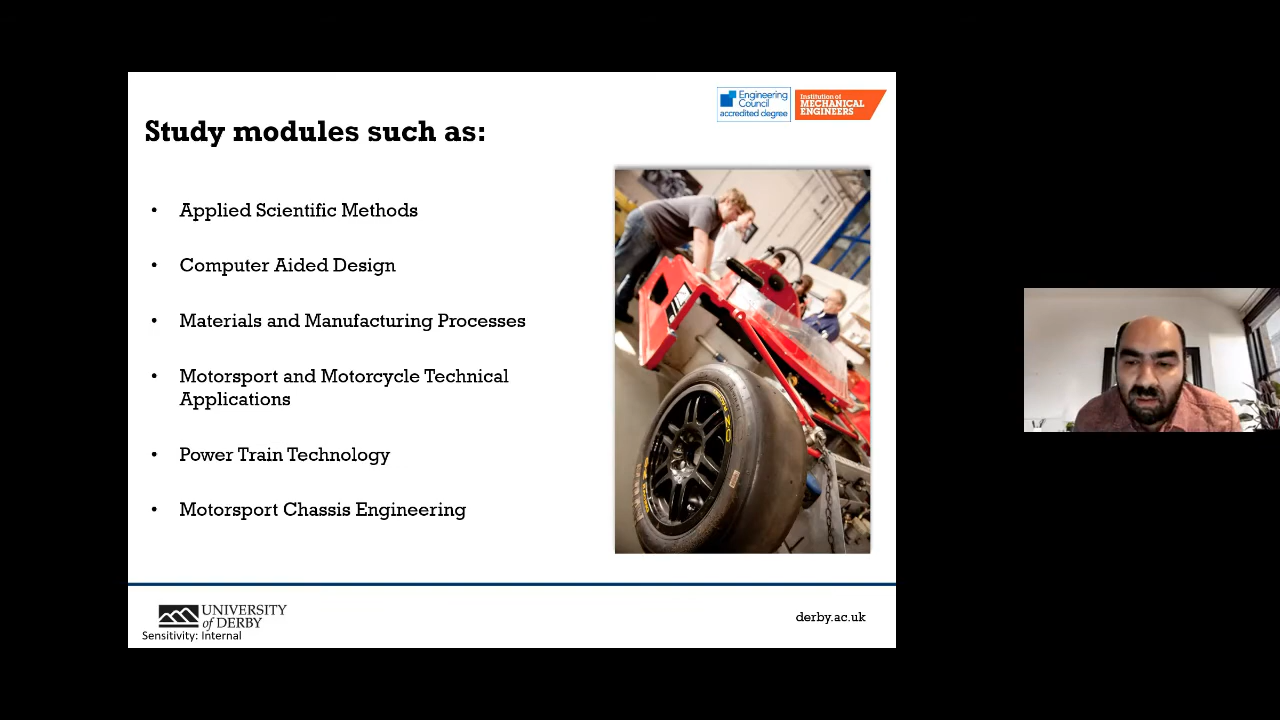 Engineering
Council
accredited degree
Institution of
MECHANICAL
ENGINEERS
Study modules such as:
• Applied Scientific Methods
• Computer Aided Design
• Materials and Manufacturing Processes
• Motorsport and Motorcycle Technical
Applications
• Power Train Technology
• Motorsport Chassis Engineering
UNIVERSITY
of DERBY
Sensitivity: Internal
derby.ac.uk